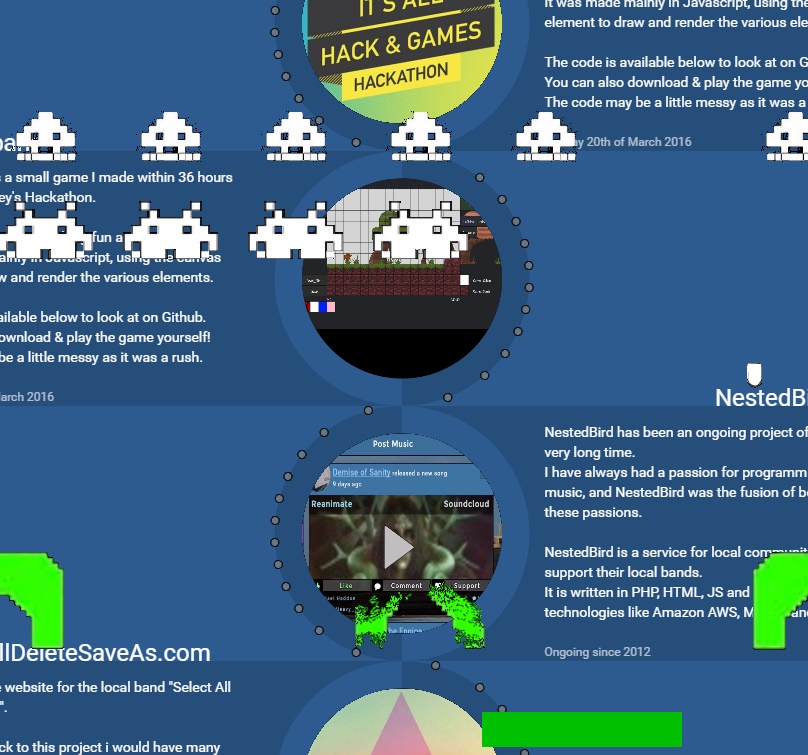 IT'S ALL
HACK & GAMES
HACKATHON
It was made mainly in Javascript, using the
element to draw and render the various ele
The code is available below to look at on G
You can also download & play the game yo
The code may be a little messy as it was a
20th of March 2016
s a small game I made within 36 hours
ey's Hackathon.
fun a
ainly in Javascript, using the canvas
w and render the various elements.
ailable below to look at on Github.
ownload & play the game yourself!
be a little messy as it was a rush.
March 2016
NestedBi
NestedBird has been an ongoing project of
very long time.
I have always had a passion for programm
music, and NestedBird was the fusion of b
these passions.
NestedBird is a service for local communit
support their local bands.
It is written in PHP, HTML, JS and
technologies like Amazon AWS, M
Ongoing since 2012
Post Music
Demise of Sanity released a new song
9 days ago
Reanimate
Soundcloud
Like
Comment
Support
llDeleteSaveAs.com
e website for the local band "Select All
".
ck to this project i would have many